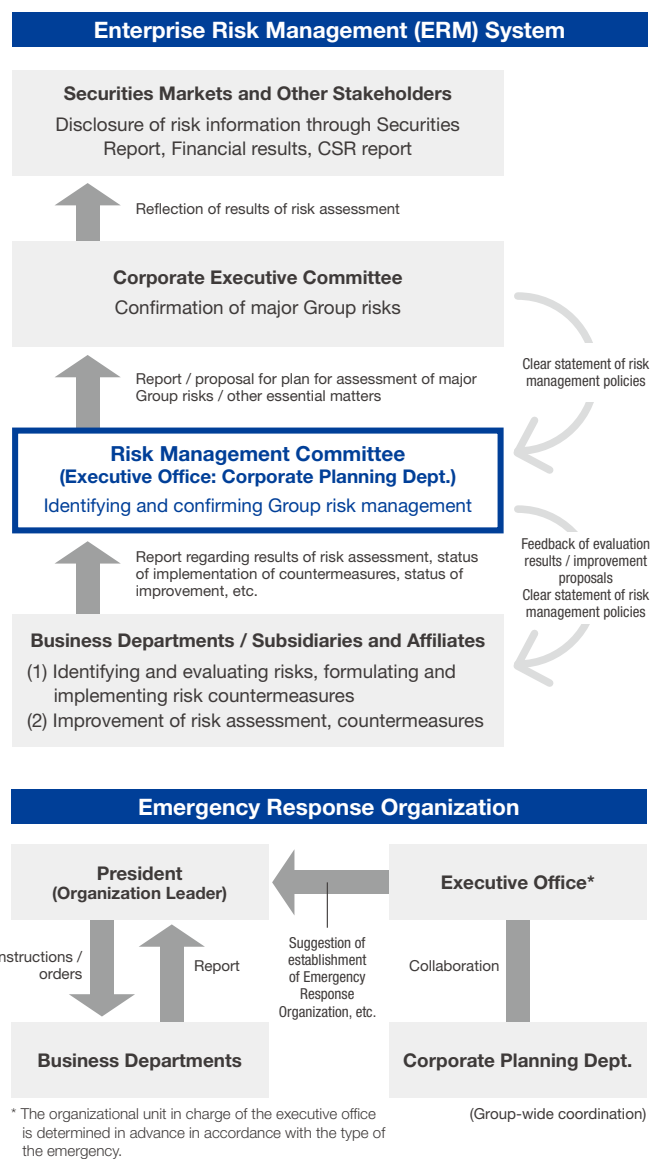 Enterprise Risk Management (ERM) System
Securities Markets and Other Stakeholders
Disclosure of risk information through Securities
Report, Financial results, CSR report
Reflection of results of risk assessment
Corporate Executive Committee
Confirmation of major Group risks
Clear statement of risk
management policies
Report / proposal for plan for assessment of major
Group risks / other essential matters
Risk Management Committee
(Executive Office: Corporate Planning Dept.)
Identifying and confirming Group risk management
Feedback of evaluation
results / improvement
proposals
Clear statement of risk
management policies
Report regarding results of risk assessment, status
of implementation of countermeasures, status of
improvement, etc.
Business Departments / Subsidiaries and Affiliates
(1) Identifying and evaluating risks, formulating and
implementing risk countermeasures
(2) Improvement of risk assessment, countermeasures
Emergency Response Organization
President
(Organization Leader)
Executive Office*
nstructions /
orders
Report
Suggestion of
establishment
of Emergency
Response
Organization, etc.
Collaboration
Business Departments
Corporate Planning Dept.
* The organizational unit in charge of the executive office
is determined in advance in accordance with the type of
the emergency.
(Group-wide coordination)